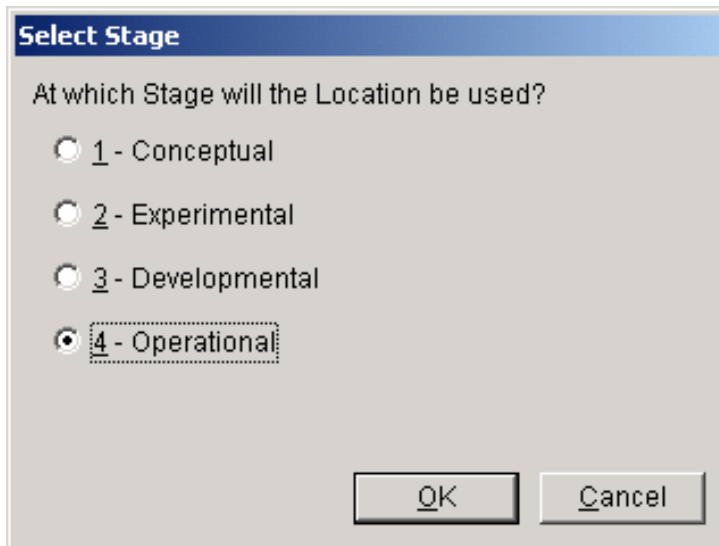 Select Stage
At which Stage will the Location be used?
1 - Conceptual
2 - Experimental
3 - Developmental
4 - Operational
OK
Cancel